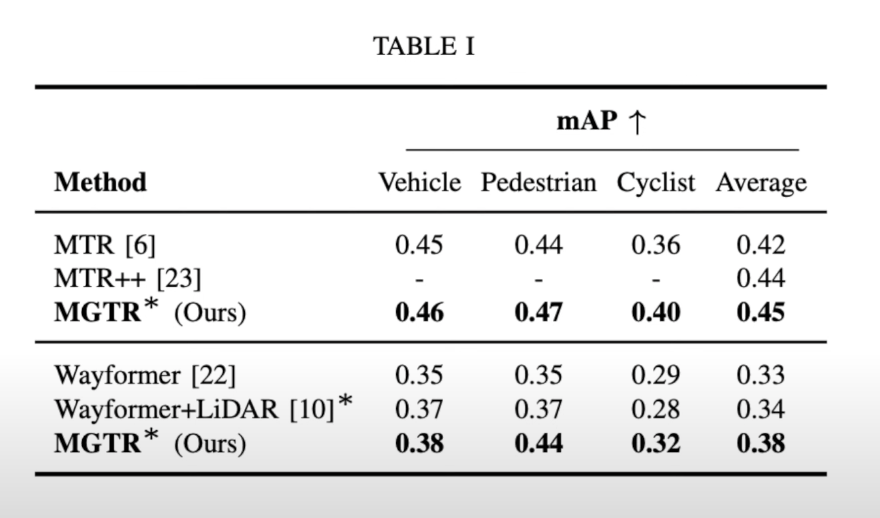 TABLE I
mAP ↑
Method Vehicle Pedestrian Cyclist Average
MTR [6] 0.45 0.44 0.36 0.42
MTR++ [23] - - - 0.44
MGTR* (Ours) 0.46 0.47 0.40 0.45
Wayformer [22] 0.35 0.35 0.29 0.33
Wayformer+LiDAR [10]* 0.37 0.37 0.28 0.34
MGTR* (Ours) 0.38 0.44 0.32 0.38